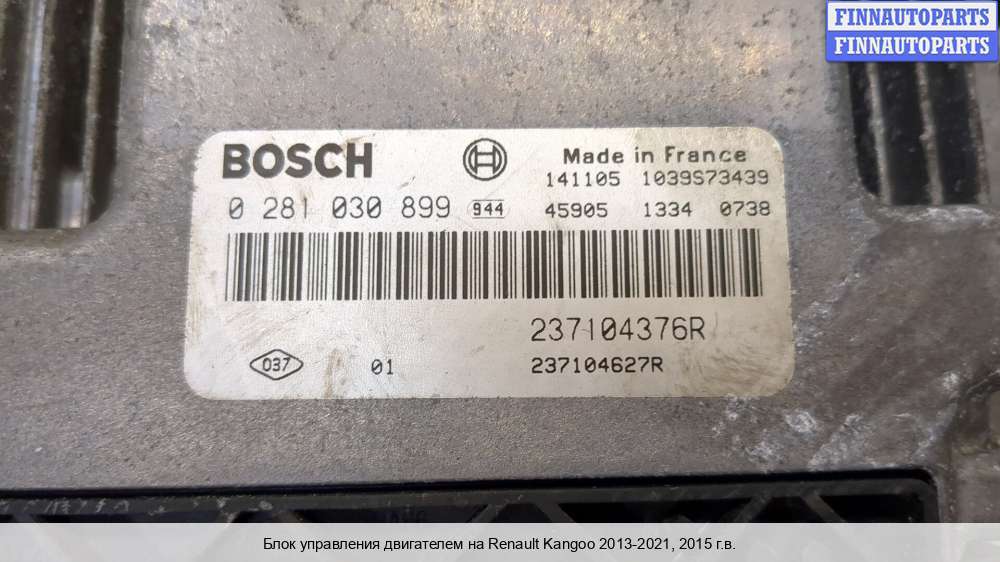 FINNAUTOPARTS
FINNAUTOPARTS
BOSCH
Made in France
141105 1039S73439
0 281 030 899 944 45905 1334 0738
237104376R
037 01 237104627R
Блок управления двигателем на Renault Kangoo 2013-2021, 2015 г.в.